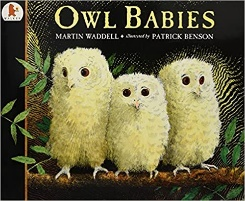 OWL BABIES
MARTIN WADDELL • illustrated by PATRICK BENSON